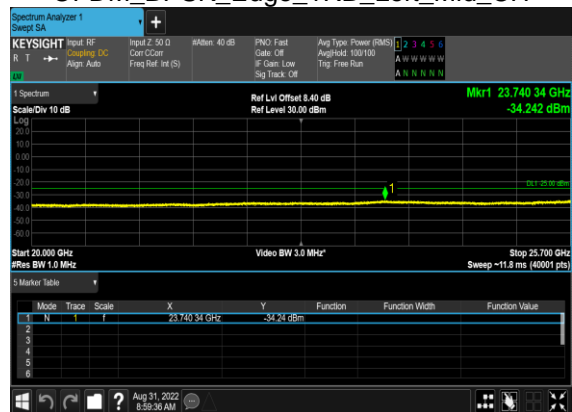 Spectrum Analyzer 1
Swept SA
+
KEYSIGHT Input: RF Input Z: 50 Ω #Atten: 40 dB PNO: Fast Avg Type: Power (RMS) 1 2 3 4 5 6
R T Coupling: DC Corr CCorr Gate: Off Avg|Hold: 100/100 A W W W W W
Align: Auto Freq Ref: Int (S) IF Gain: Low Trig: Free Run
LW Sig Track: Off A N N N N N
1 Spectrum Ref Lvl Offset 8.40 dB Mkr1 23.740 34 GHz
Scale/Div 10 dB Ref Level 30.00 dBm -34.242 dBm
Log
20.0
10.0
0.00
-10.0
-20.0
DL1 -25.00 dBm
1
-30.0
-40.0
-50.0
-60.0
Start 20.000 GHz Video BW 3.0 MHz* Stop 25.700 GHz
#Res BW 1.0 MHz Sweep ~11.8 ms (40001 pts)
5 Marker Table
Mode Trace Scale X Y Function Function Width Function Value
1 N 1 f 23.740 34 GHz -34.24 dBm
2
3
4
5
6
? Aug 31, 2022
8:59:36 AM